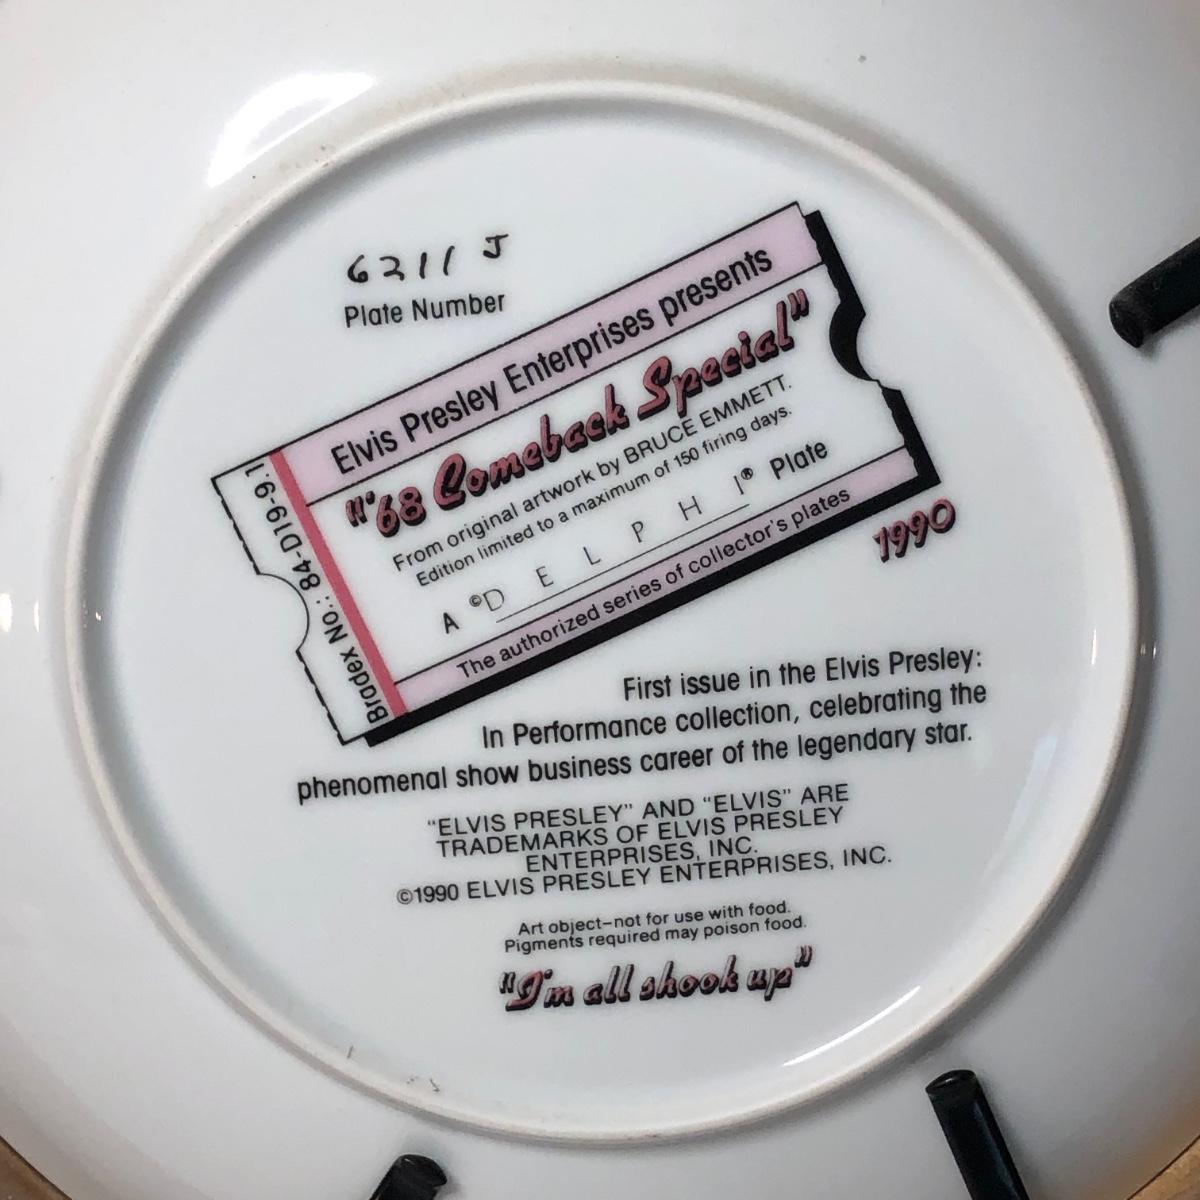 6211 J
Plate Number
Elvis Presley Enterprises presents
"'68 Comeback Special"
From original artwork by BRUCE EMMETT.
Edition limited to a maximum of 150 firing days.
A ©DELPHI® Plate
The authorized series of collector's plates
Bradex No.: 84-D19-9.1
1990
First issue in the Elvis Presley:
In Performance collection, celebrating the
phenomenal show business career of the legendary star.
"ELVIS PRESLEY" AND "ELVIS" ARE
TRADEMARKS OF ELVIS PRESLEY
ENTERPRISES, INC.
©1990 ELVIS PRESLEY ENTERPRISES, INC.
Art object–not for use with food.
Pigments required may poison food.
"I'm all shook up"